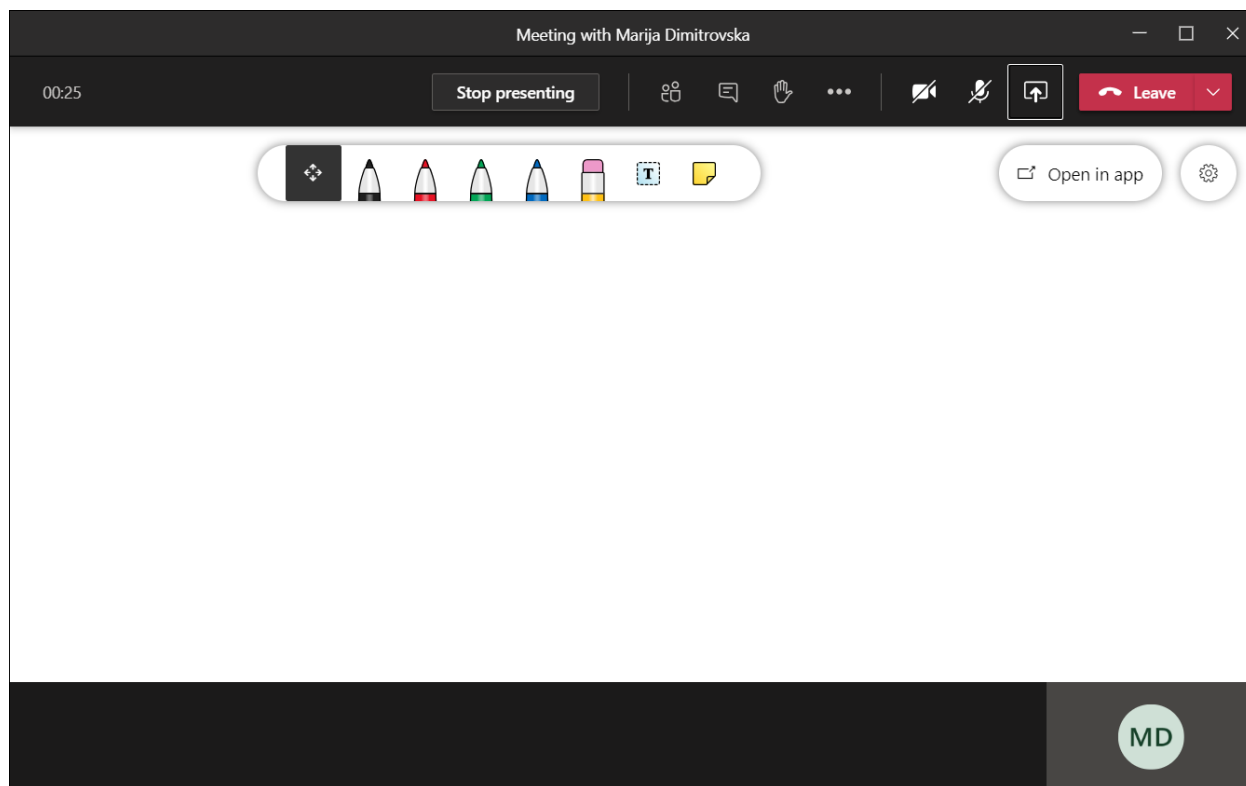 Meeting with Marija Dimitrovska
00:25
Stop presenting
Leave
T
Open in app
MD